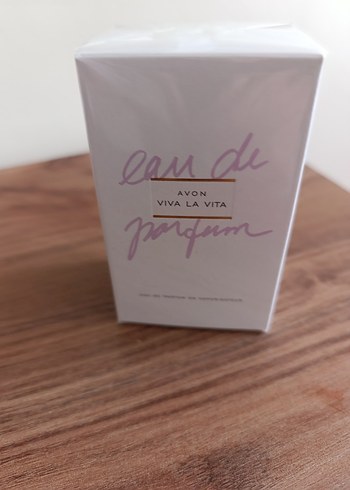 eau de
AVON
VIVA LA VITA
parfum